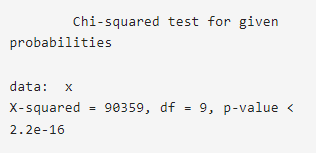 Chi-squared test for given
probabilities
data:  x
X-squared = 90359, df = 9, p-value <
2.2e-16